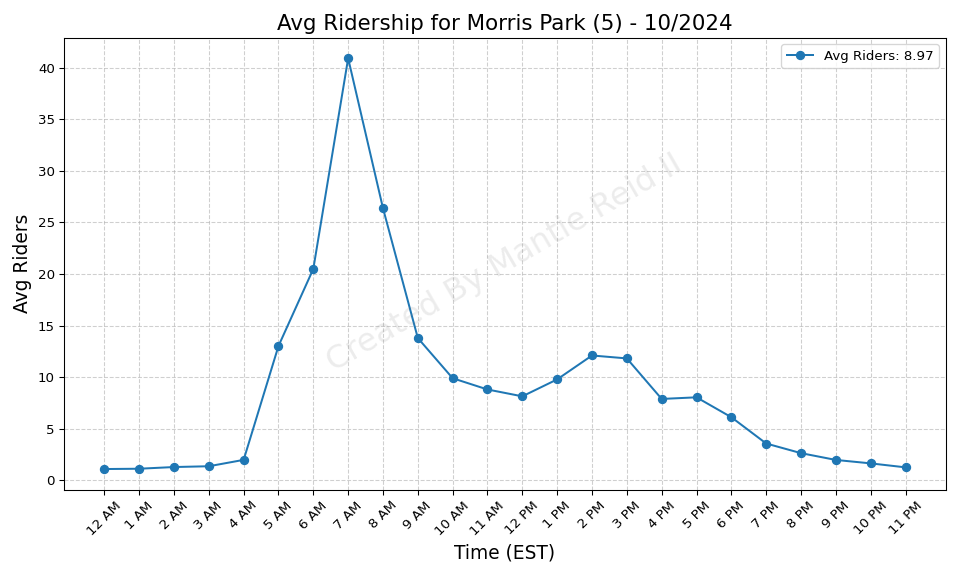 Avg Ridership for Morris Park (5) - 10/2024
Avg Riders: 8.97
40
35
30
25
20
15
10
5
0
Avg Riders
Created By Mantle Reid II
12 AM
1 AM
2 AM
3 AM
4 AM
5 AM
6 AM
7 AM
8 AM
9 AM
10 AM
11 AM
12 PM
1 PM
2 PM
3 PM
4 PM
5 PM
6 PM
7 PM
8 PM
9 PM
10 PM
11 PM
Time (EST)